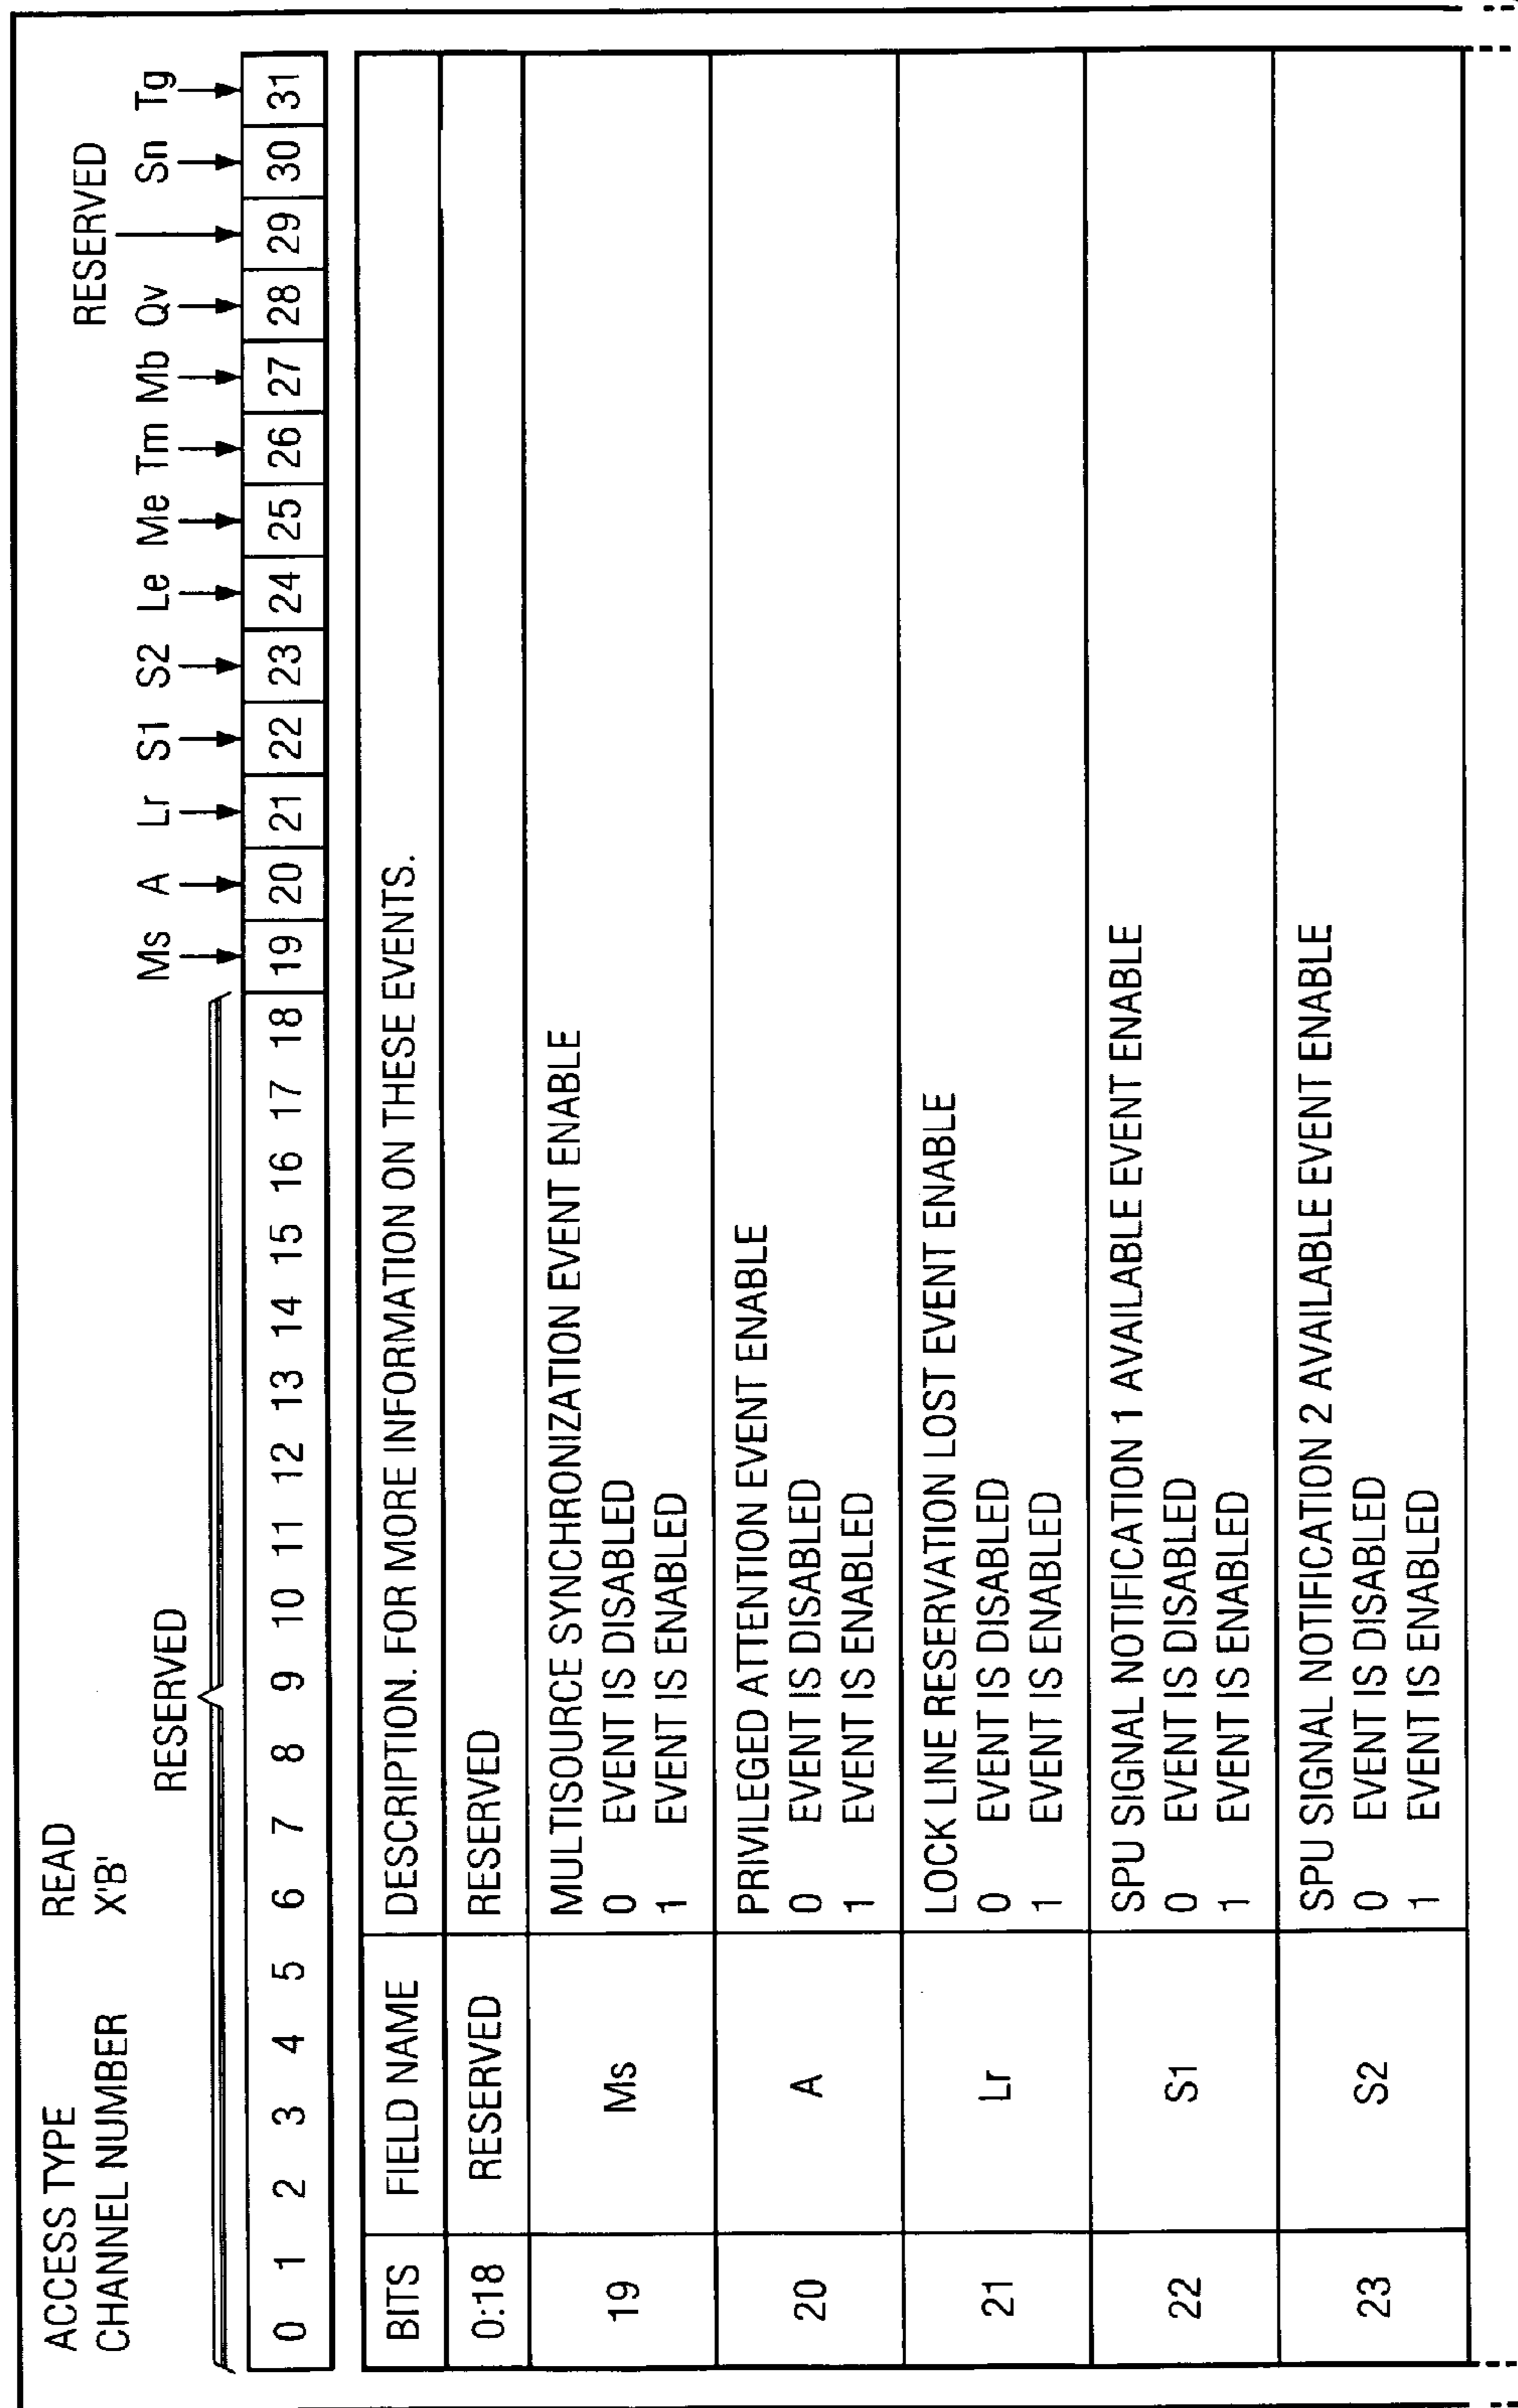 ACCESS TYPE READ
CHANNEL NUMBER X'B'
RESERVED
RESERVED
Ms A Lr S1 S2 Le Me Tm Mb Qv Sn Tg
0 1 2 3 4 5 6 7 8 9 10 11 12 13 14 15 16 17 18 19 20 21 22 23 24 25 26 27 28 29 30 31
BITS FIELD NAME DESCRIPTION. FOR MORE INFORMATION ON THESE EVENTS.
0:18 RESERVED RESERVED
19 Ms MULTISOURCE SYNCHRONIZATION EVENT ENABLE
0 EVENT IS DISABLED
1 EVENT IS ENABLED
20 A PRIVILEGED ATTENTION EVENT ENABLE
0 EVENT IS DISABLED
1 EVENT IS ENABLED
21 Lr LOCK LINE RESERVATION LOST EVENT ENABLE
0 EVENT IS DISABLED
1 EVENT IS ENABLED
22 S1 SPU SIGNAL NOTIFICATION 1 AVAILABLE EVENT ENABLE
0 EVENT IS DISABLED
1 EVENT IS ENABLED
23 S2 SPU SIGNAL NOTIFICATION 2 AVAILABLE EVENT ENABLE
0 EVENT IS DISABLED
1 EVENT IS ENABLED